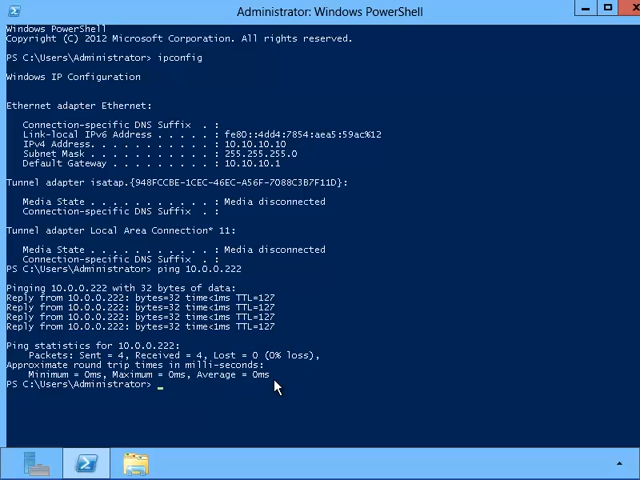 Administrator: Windows PowerShell
Windows PowerShell
Copyright (C) 2012 Microsoft Corporation. All rights reserved.
PS C:\Users\Administrator> ipconfig
Windows IP Configuration
Ethernet adapter Ethernet:
Connection-specific DNS Suffix  . :
Link-local IPv6 Address . . . . . : fe80::4dd4:7854:aea5:59ac%12
IPv4 Address. . . . . . . . . . . : 10.10.10.10
Subnet Mask . . . . . . . . . . . : 255.255.255.0
Default Gateway . . . . . . . . . : 10.10.10.1
Tunnel adapter isatap.{948FCCBE-1CEC-46EC-A56F-7088C3B7F11D}:
Media State . . . . . . . . . . . : Media disconnected
Connection-specific DNS Suffix  . :
Tunnel adapter Local Area Connection* 11:
Media State . . . . . . . . . . . : Media disconnected
Connection-specific DNS Suffix  . :
PS C:\Users\Administrator> ping 10.0.0.222
Pinging 10.0.0.222 with 32 bytes of data:
Reply from 10.0.0.222: bytes=32 time<1ms TTL=127
Reply from 10.0.0.222: bytes=32 time<1ms TTL=127
Reply from 10.0.0.222: bytes=32 time<1ms TTL=127
Reply from 10.0.0.222: bytes=32 time<1ms TTL=127
Ping statistics for 10.0.0.222:
Packets: Sent = 4, Received = 4, Lost = 0 (0% loss),
Approximate round trip times in milli-seconds:
Minimum = 0ms, Maximum = 0ms, Average = 0ms
PS C:\Users\Administrator> _